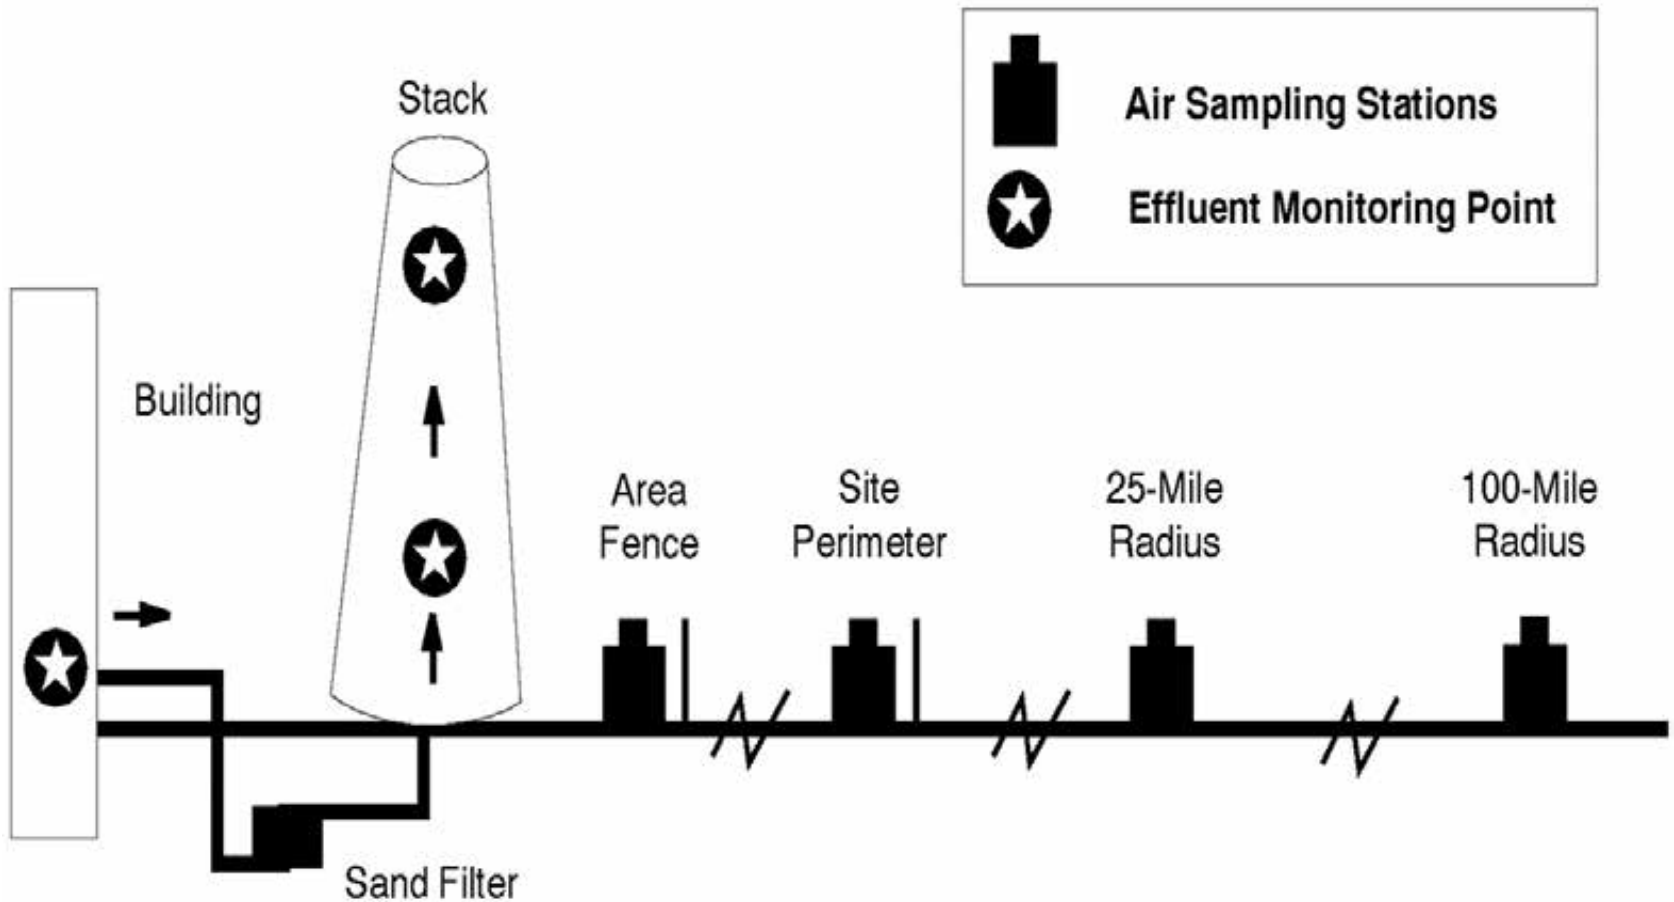 Stack
Air Sampling Stations
Effluent Monitoring Point
Building
Area
Fence
Site
Perimeter
25-Mile
Radius
100-Mile
Radius
Sand Filter